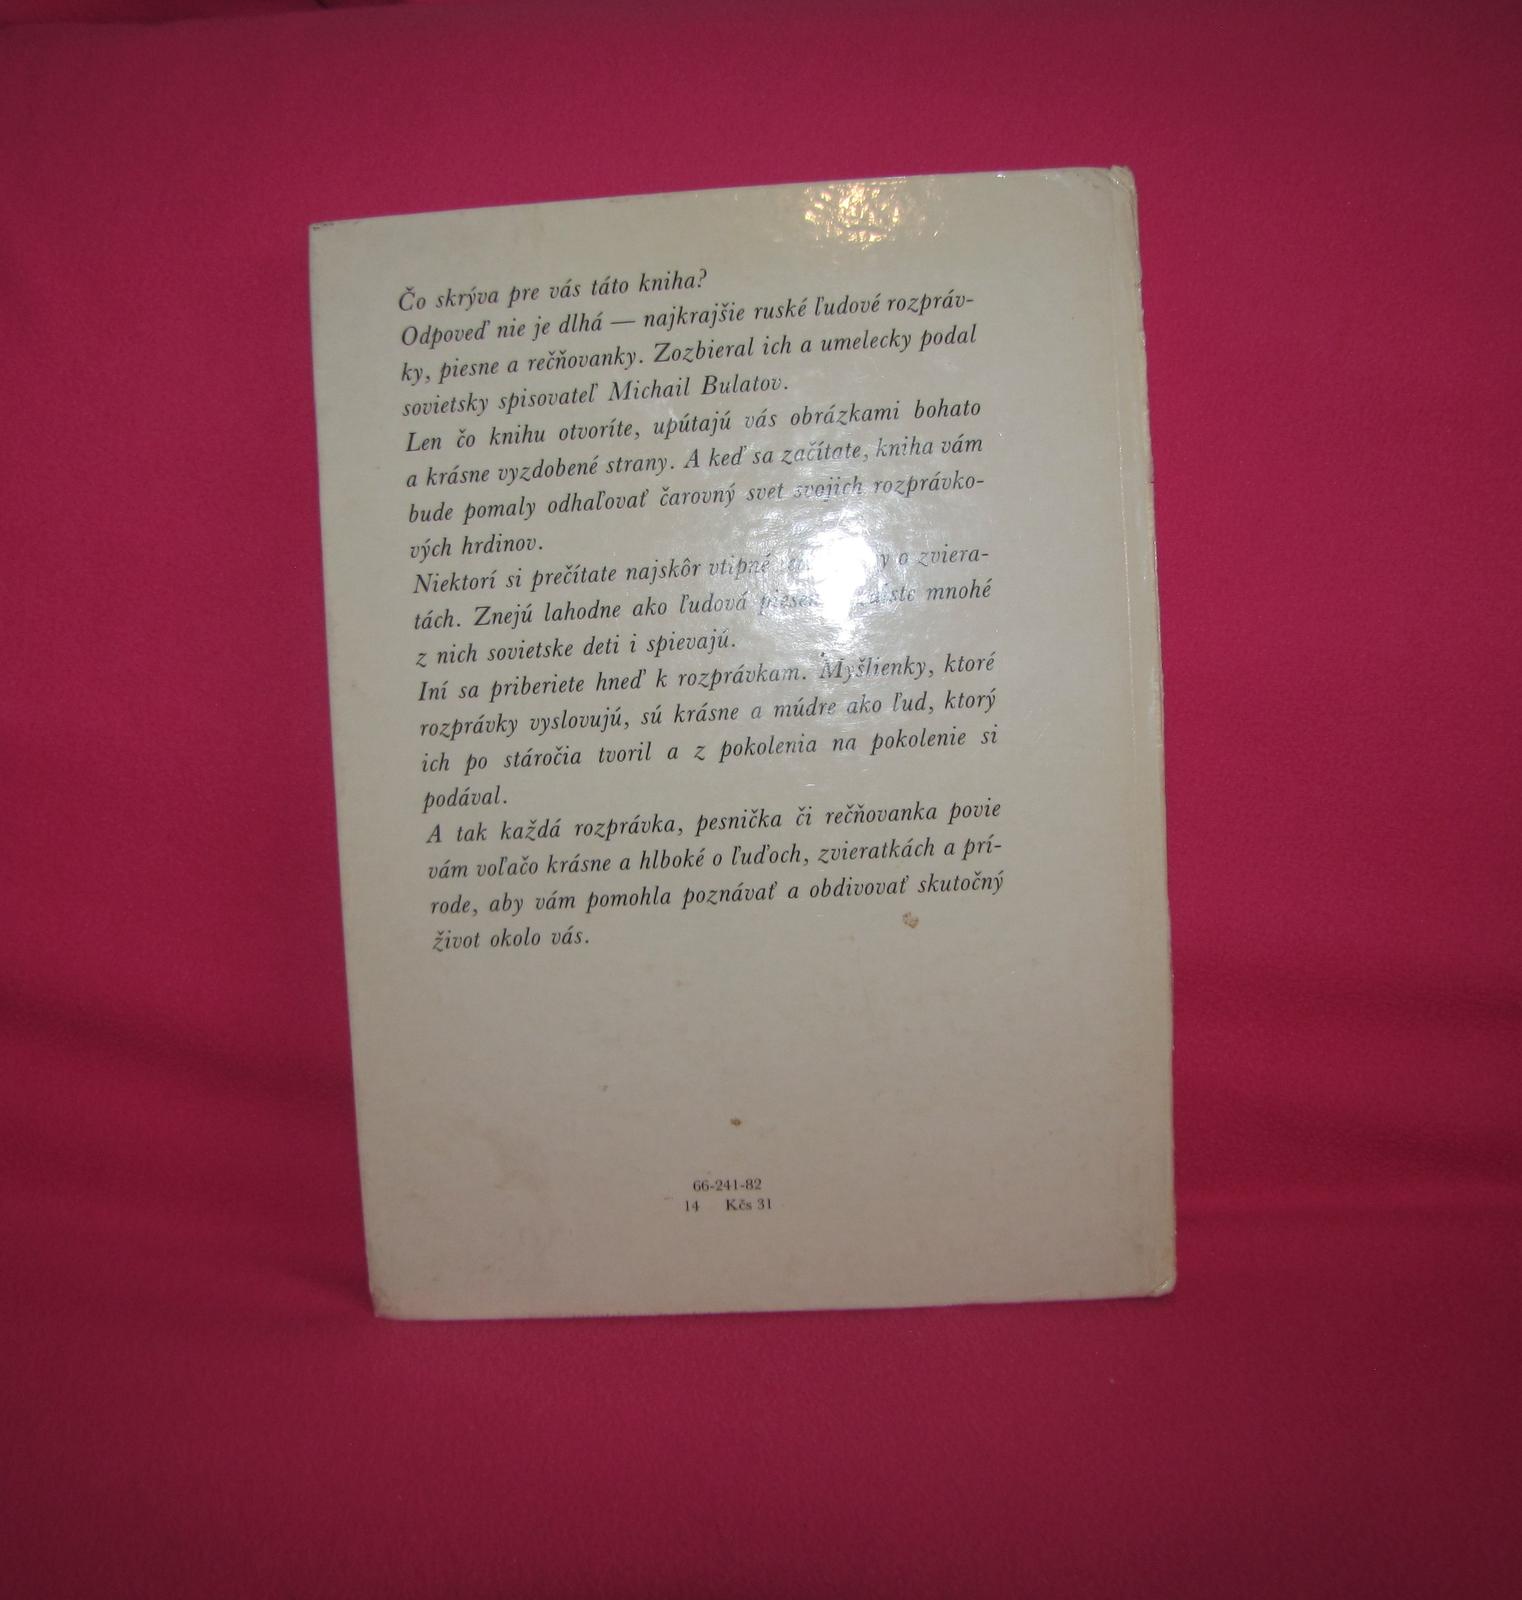 Čo skrýva pre vás táto kniha?
Odpoveď nie je dlhá — najkrajšie ruské ľudové rozpráv-
ky, piesne a rečňovanky. Zozbieral ich a umelecky podal
sovietsky spisovateľ Michail Bulatov.
Len čo knihu otvoríte, upútajú vás obrázkami bohato
a krásne vyzdobené strany. A keď sa začítate, kniha vám
bude pomaly odhaľovať čarovný svet svojich rozprávko-
vých hrdinov.
Niektorí si prečítate najskôr vtipné o zviera-
tách. Znejú lahodne ako ľudová mnohé
z nich sovietske deti i spievajú.
Iní sa priberiete hneď k rozprávkam. Myšlienky, ktoré
rozprávky vyslovujú, sú krásne a múdre ako ľud, ktorý
ich po stáročia tvoril a z pokolenia na pokolenie si
podával.
A tak každá rozprávka, pesnička či rečňovanka povie
vám voľačo krásne a hlboké o ľuďoch, zvieratkách a prí-
rode, aby vám pomohla poznávať a obdivovať skutočný
život okolo vás.
66-241-82
14 Kčs 31